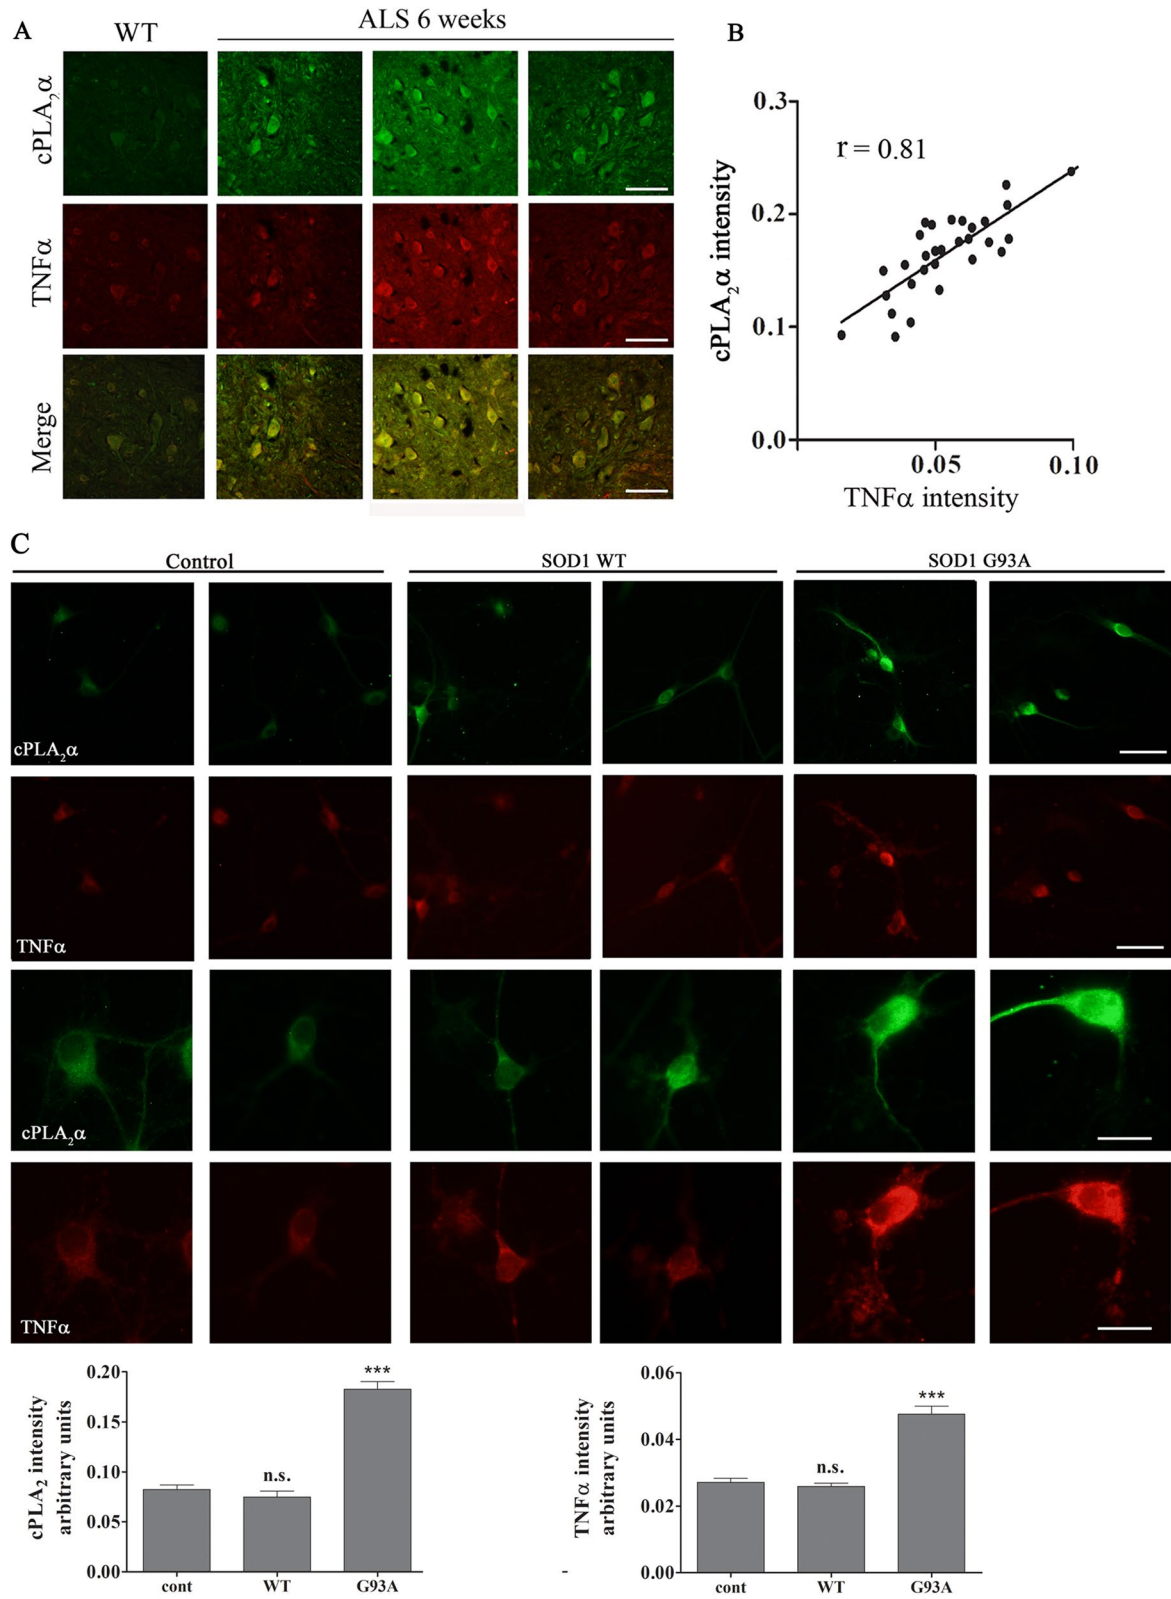 A
WT
ALS 6 weeks
cPLA₂α
TNFα
Merge
B
r = 0.81
0.3
0.2
0.1
0.0
0.05
0.10
cPLA₂α intensity
TNFα intensity
C
Control
SOD1 WT
SOD1 G93A
cPLA₂α
TNFα
cPLA₂α
TNFα
cPLA₂ intensity
arbitrary units
0.20
0.15
0.10
0.05
0.00
n.s.
***
cont
WT
G93A
-
TNFα intensity
arbitrary units
0.06
0.04
0.02
0.00
n.s.
***
cont
WT
G93A